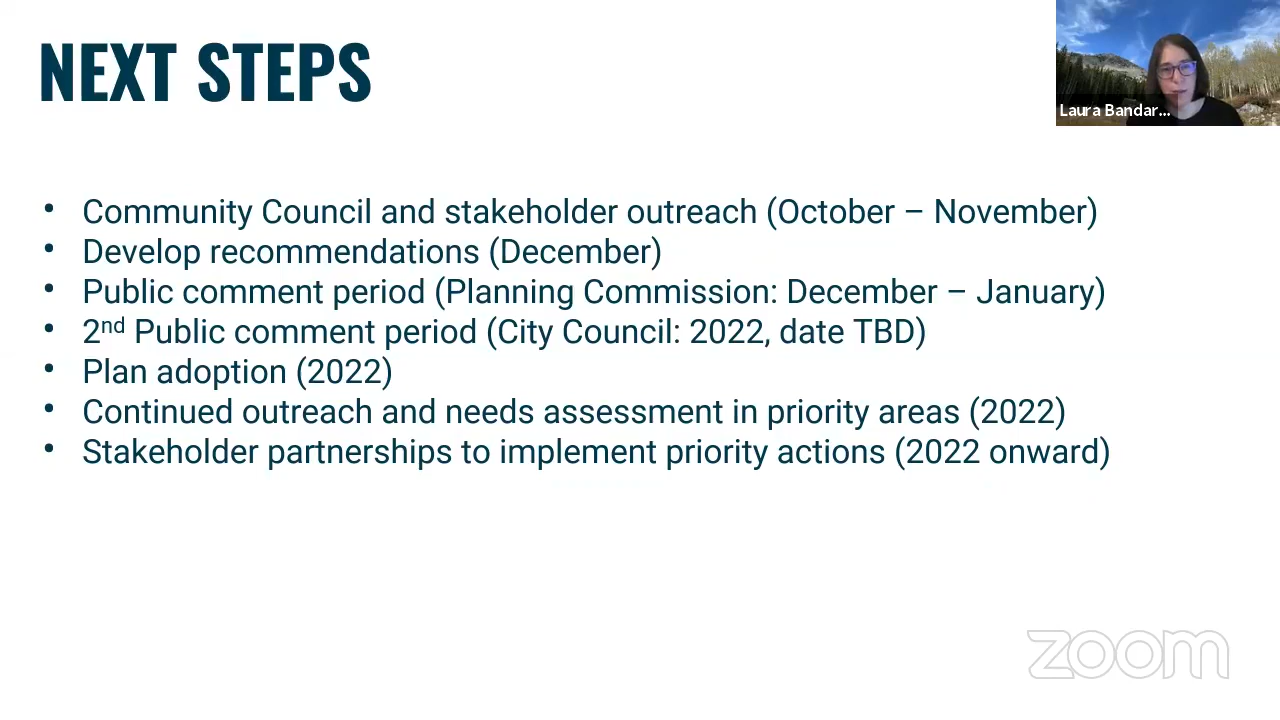 NEXT STEPS
Laura Bandar...
• Community Council and stakeholder outreach (October – November)
• Develop recommendations (December)
• Public comment period (Planning Commission: December – January)
• 2nd Public comment period (City Council: 2022, date TBD)
• Plan adoption (2022)
• Continued outreach and needs assessment in priority areas (2022)
• Stakeholder partnerships to implement priority actions (2022 onward)
zoom